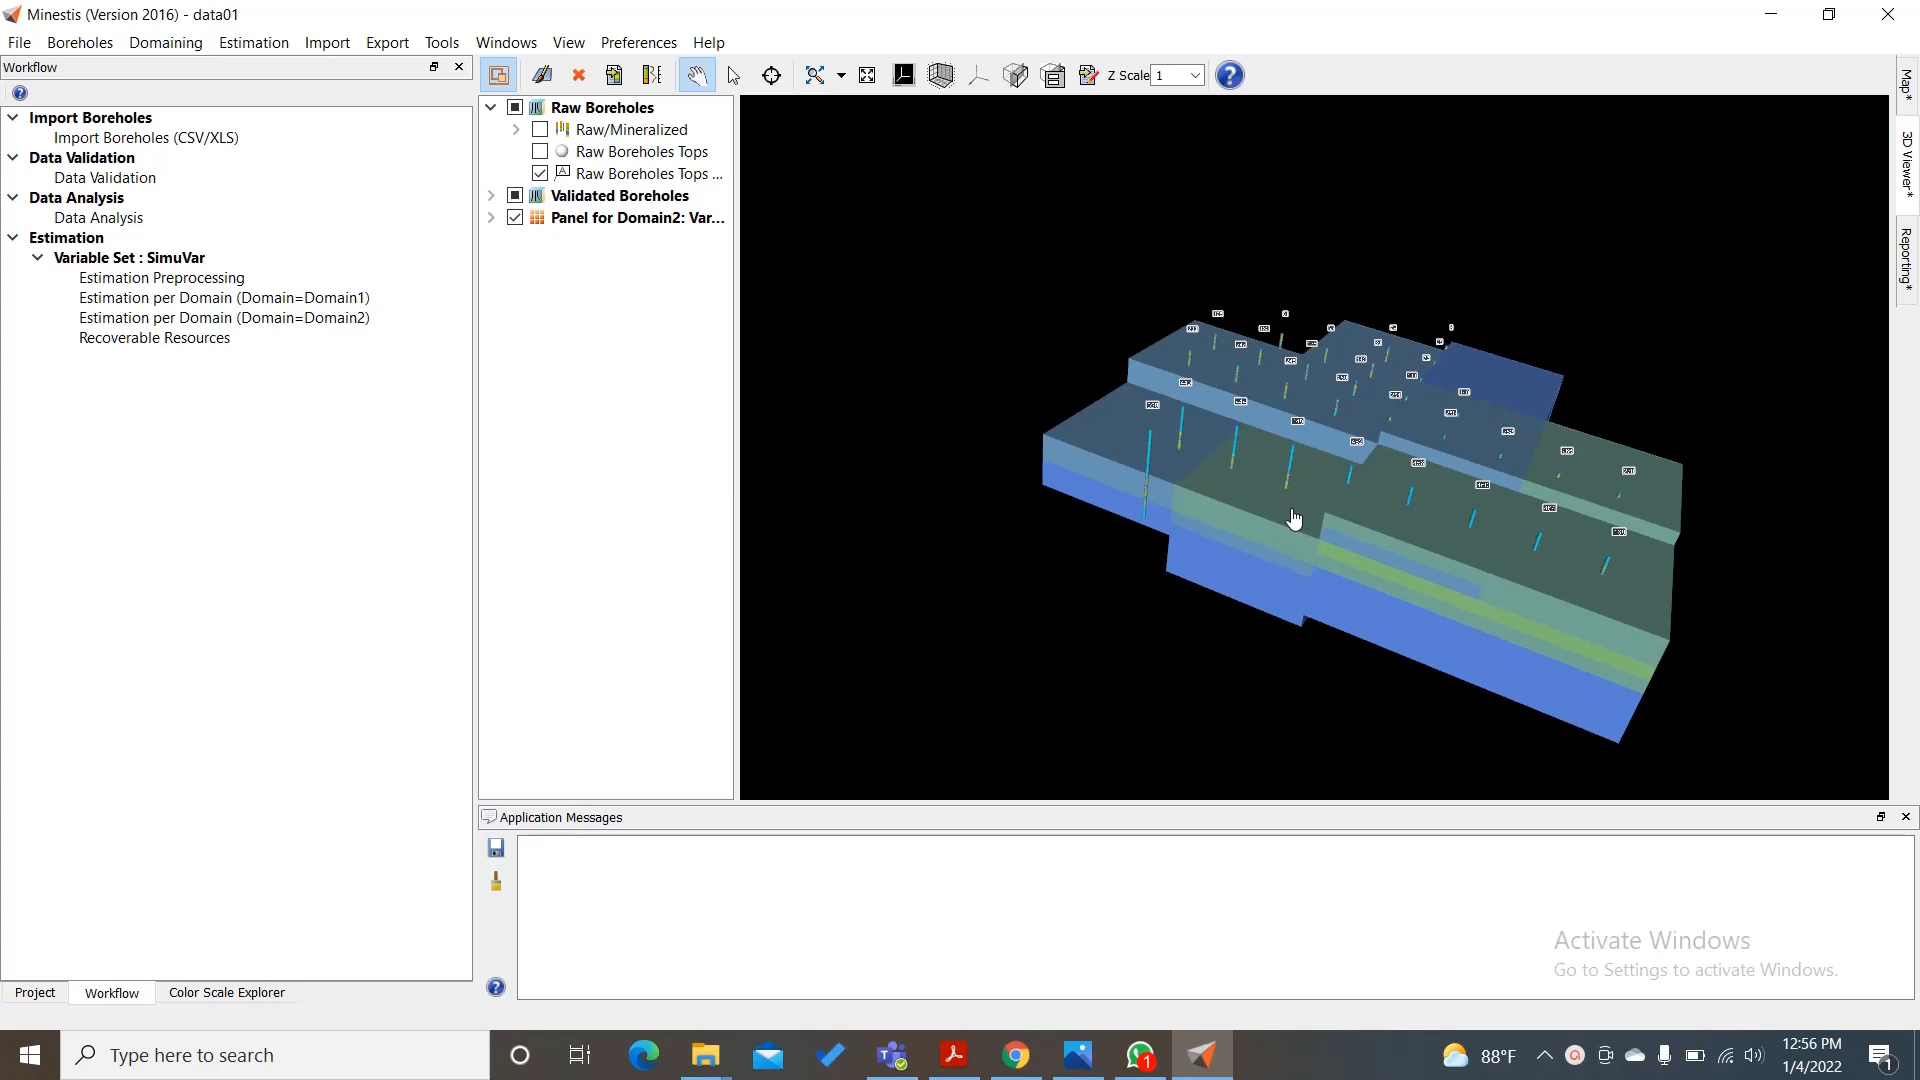 Minestis (Version 2016) - data01
File Boreholes Domaining Estimation Import Export Tools Windows View Preferences Help
Workflow
Import Boreholes
Import Boreholes (CSV/XLS)
Data Validation
Data Validation
Data Analysis
Data Analysis
Estimation
Variable Set : SimuVar
Estimation Preprocessing
Estimation per Domain (Domain=Domain1)
Estimation per Domain (Domain=Domain2)
Recoverable Resources
Project Workflow Color Scale Explorer
Z Scale 1
Raw Boreholes
Raw/Mineralized
Raw Boreholes Tops
Raw Boreholes Tops ...
Validated Boreholes
Panel for Domain2: Var...
Map*
3D Viewer*
Reporting*
Application Messages
Activate Windows
Go to Settings to activate Windows.
Type here to search
1
88°F
12:56 PM
1/4/2022
1